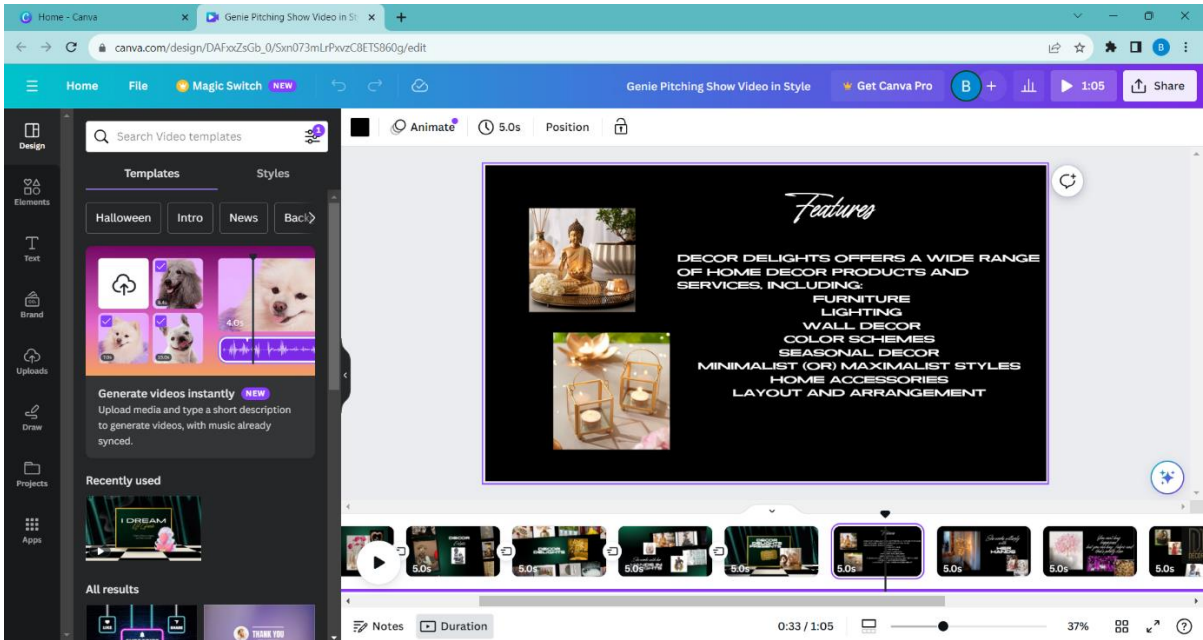 Home - Canva
Genie Pitching Show Video in St
canva.com/design/DAFxxZsGb_0/Sxn073mLrPxvzC8ETS860g/edit
B
Home File Magic Switch NEW Genie Pitching Show Video in Style Get Canva Pro B + 1:05 Share
Design
Elements
Text
Brand
Uploads
Draw
Projects
Apps
Search Video templates
1
Templates Styles
Halloween Intro News Back
4.0s
Generate videos instantly NEW
Upload media and type a short description
to generate videos, with music already
synced.
Recently used
I DREAM
All results
LIKE
SHARE
THANK YOU
Animate 5.0s Position
Features
DECOR DELIGHTS OFFERS A WIDE RANGE
OF HOME DECOR PRODUCTS AND
SERVICES, INCLUDING:
FURNITURE
LIGHTING
WALL DECOR
COLOR SCHEMES
SEASONAL DECOR
MINIMALIST (OR) MAXIMALIST STYLES
HOME ACCESSORIES
LAYOUT AND ARRANGEMENT
5.0s 5.0s 5.0s 5.0s 5.0s 5.0s 5.0s 5.0s
Notes Duration 0:33 / 1:05 37%